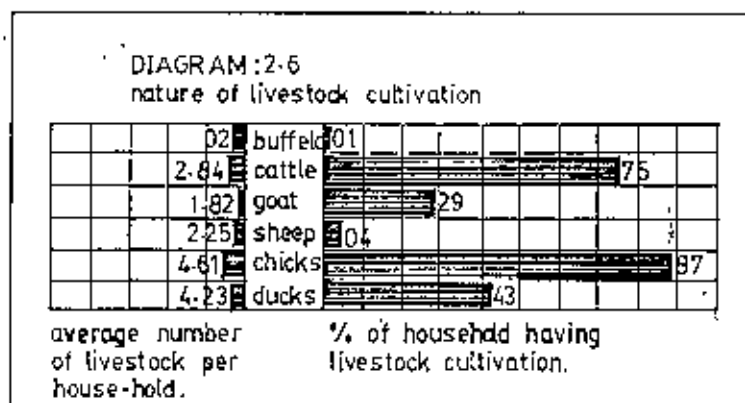 DIAGRAM:2·6
nature of livestock cultivation
02 buffelo 01
2·84 cattle 75
1·82 goat 29
2·25 sheep 04
4·61 chicks 87
4·23 ducks 43
average number % of household having
of livestock per livestock cultivation.
house-hold.